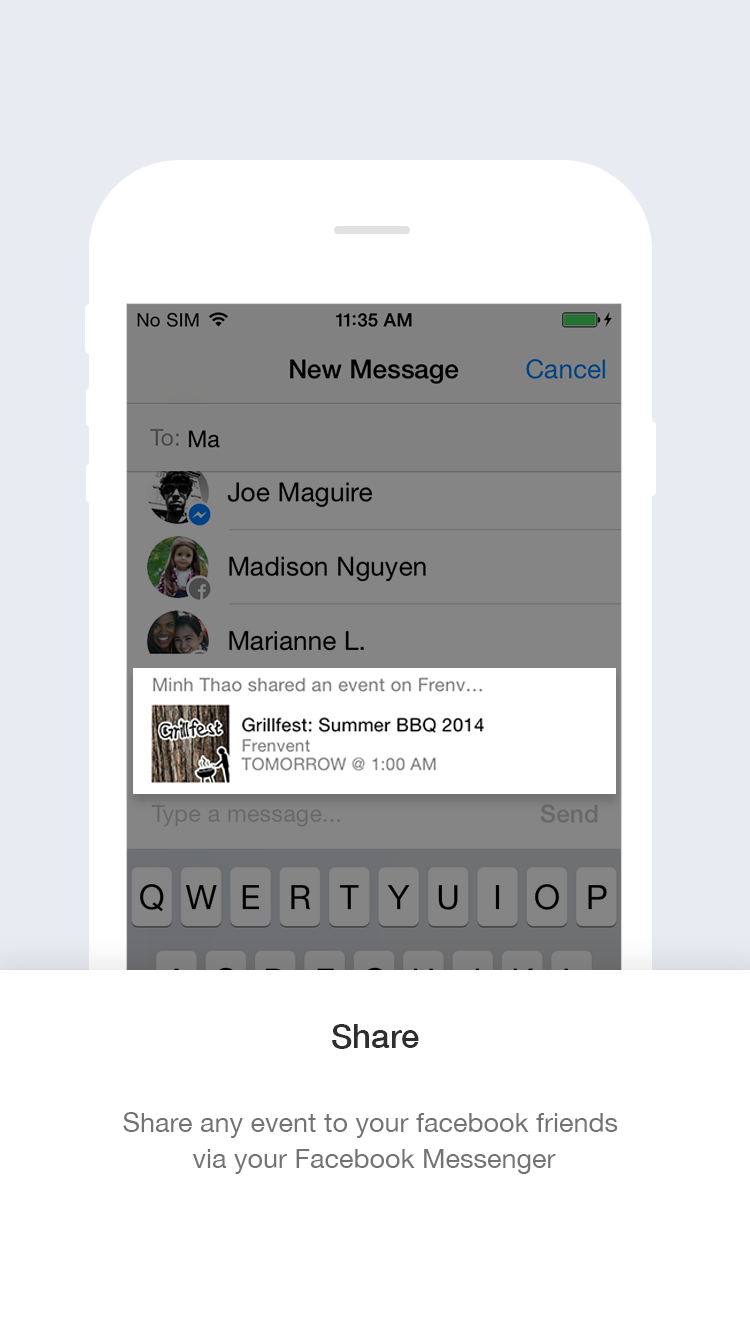 No SIM 11:35 AM
New Message Cancel
To: Ma
Joe Maguire
Madison Nguyen
Marianne L.
Minh Thao shared an event on Frenv...
Grillfest
Grillfest: Summer BBQ 2014
Frenvent
TOMORROW @ 1:00 AM
Type a message... Send
Q W E R T Y U I O P
Share
Share any event to your facebook friends
via your Facebook Messenger